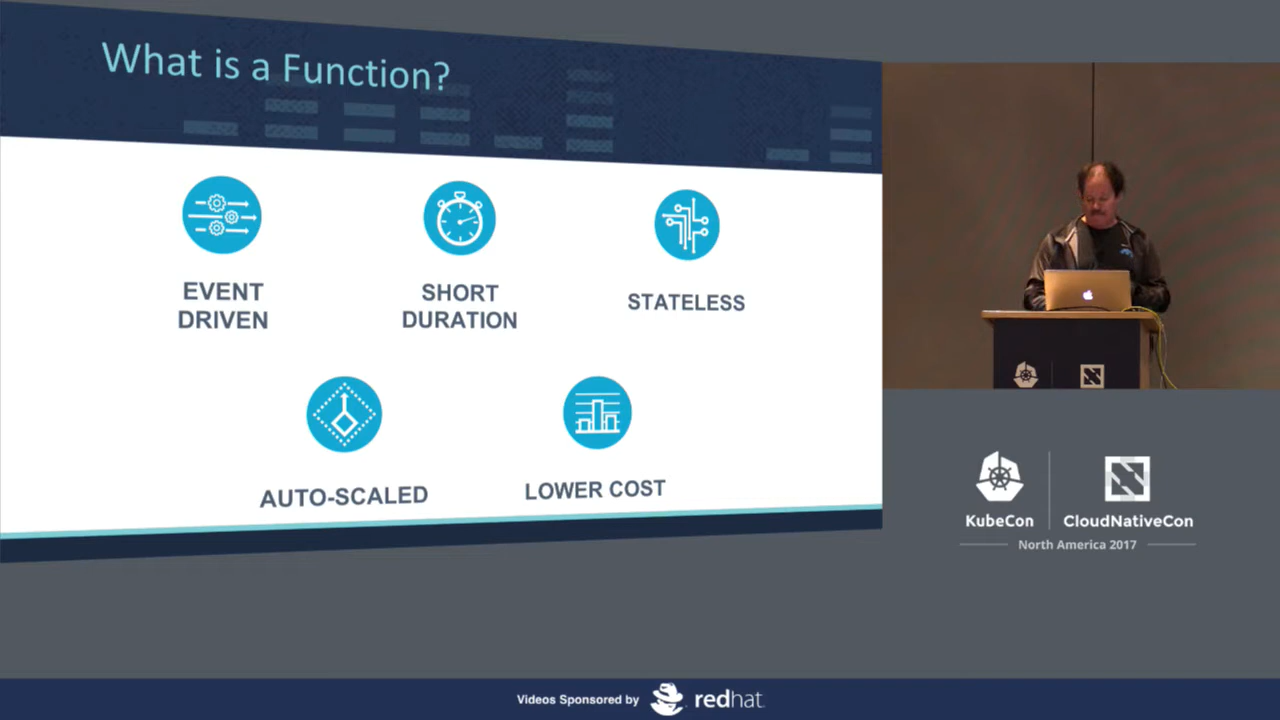 What is a Function?
EVENT
DRIVEN
SHORT
DURATION
STATELESS
AUTO-SCALED
LOWER COST
KubeCon
CloudNativeCon
North America 2017
Videos Sponsored by
redhat.